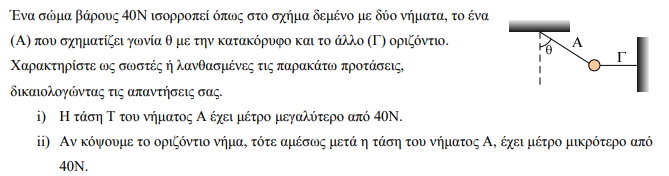 Ένα σώμα βάρους 40Ν ισορροπεί όπως στο σχήμα δεμένο με δύο νήματα, το ένα
(Α) που σχηματίζει γωνία θ με την κατακόρυφο και το άλλο (Γ) οριζόντιο.
Χαρακτηρίστε ως σωστές ή λανθασμένες τις παρακάτω προτάσεις,
δικαιολογώντας τις απαντήσεις σας.
i) Η τάση Τ του νήματος Α έχει μέτρο μεγαλύτερο από 40Ν.
ii) Αν κόψουμε το οριζόντιο νήμα, τότε αμέσως μετά η τάση του νήματος Α, έχει μέτρο μικρότερο από
40Ν.
θ
Α
Γ